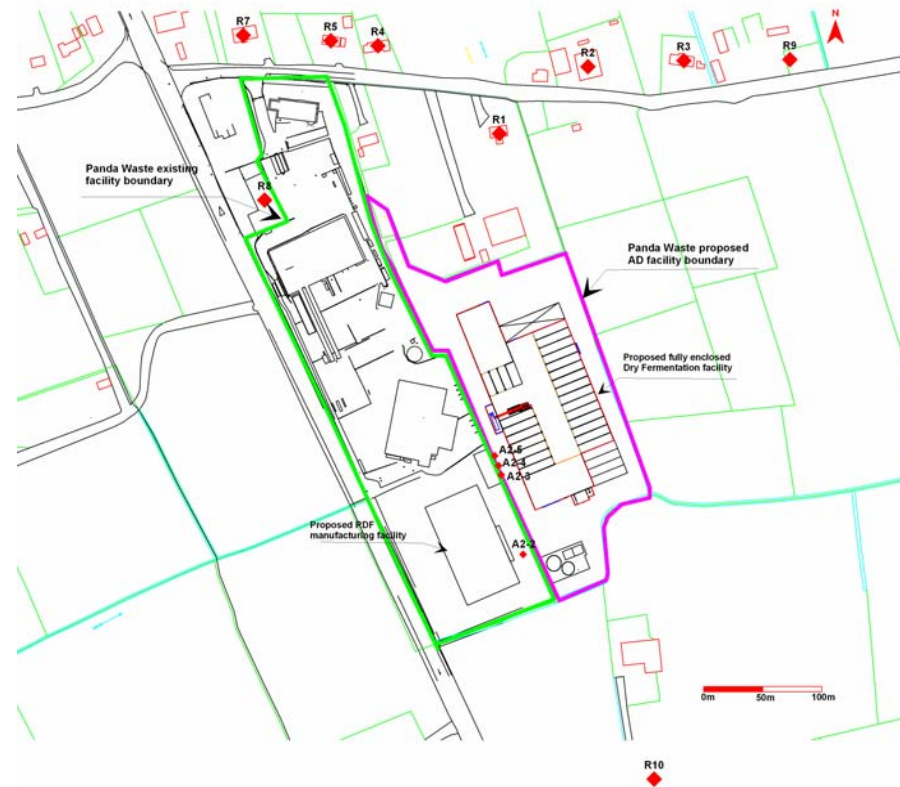 N
R7
R5
R4
R2
R3
R9
R1
Panda Waste existing
facility boundary
R8
Panda Waste proposed
AD facility boundary
Proposed fully enclosed
Dry Fermentation facility
A2-5
A2-4
A2-3
Proposed RDF
manufacturing facility
A2-2
0m
50m
100m
R10